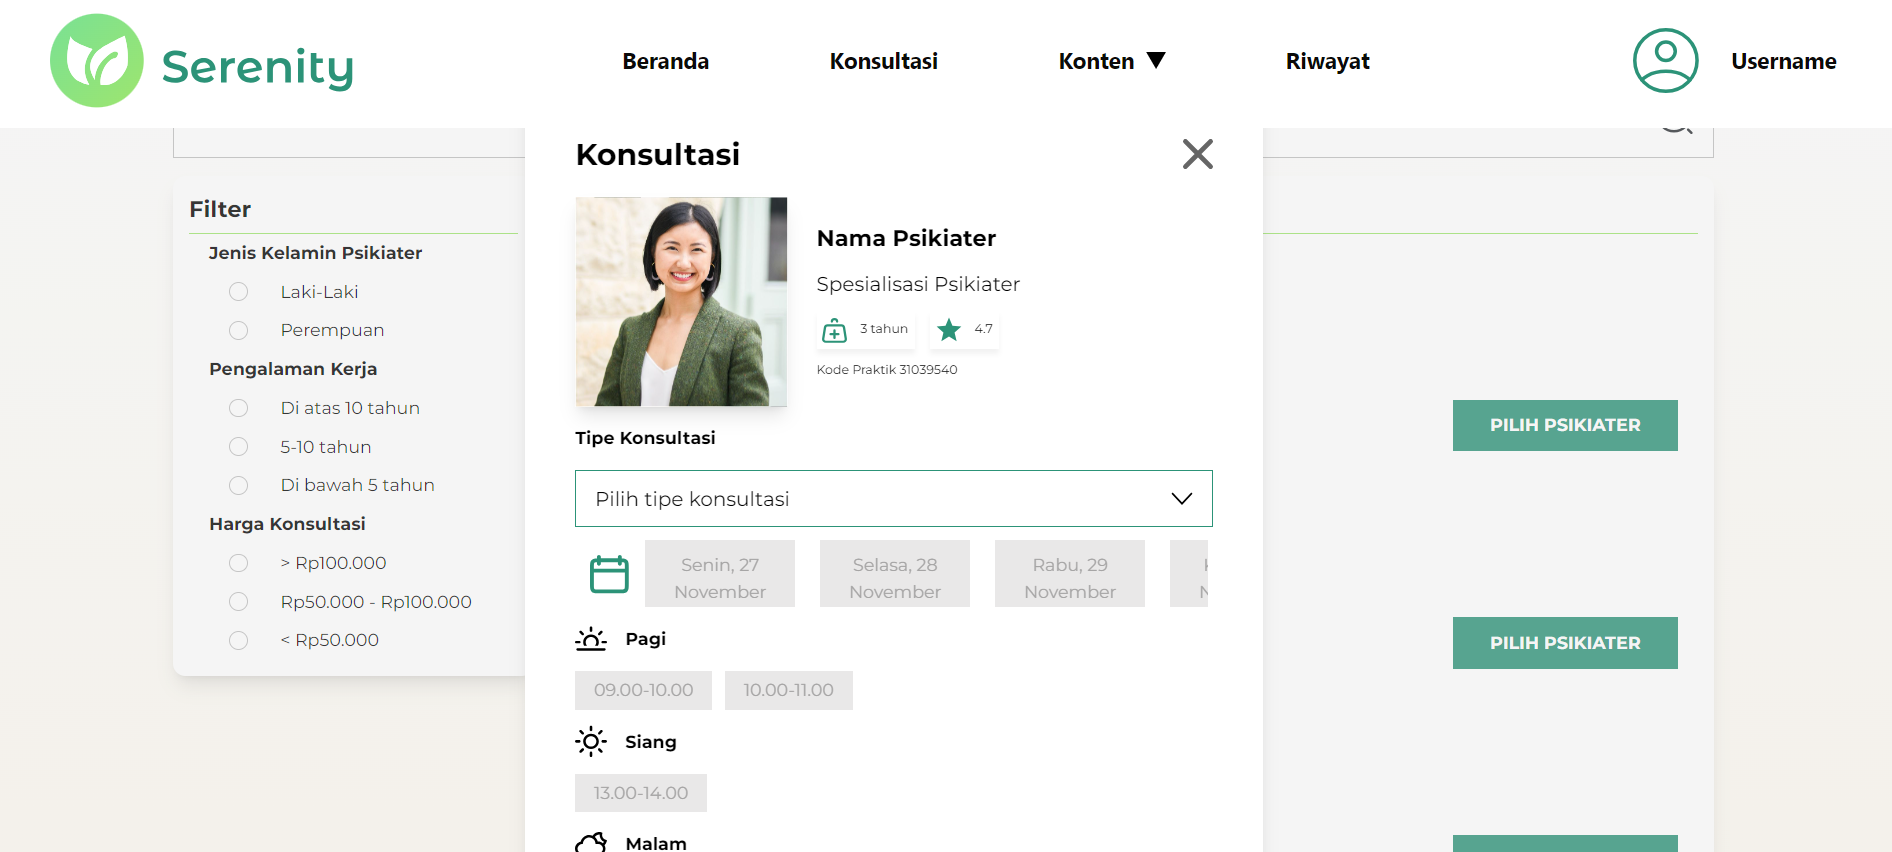 Serenity
Beranda
Konsultasi
Konten
Riwayat
Username
Filter
Jenis Kelamin Psikiater
Laki-Laki
Perempuan
Pengalaman Kerja
Di atas 10 tahun
5-10 tahun
Di bawah 5 tahun
Harga Konsultasi
> Rp100.000
Rp50.000 - Rp100.000
< Rp50.000
Konsultasi
Nama Psikiater
Spesialisasi Psikiater
3 tahun
4.7
Kode Praktik 31039540
Tipe Konsultasi
Pilih tipe konsultasi
Senin, 27
November
Selasa, 28
November
Rabu, 29
November
Pagi
09.00-10.00
10.00-11.00
Siang
13.00-14.00
Malam
PILIH PSIKIATER
PILIH PSIKIATER